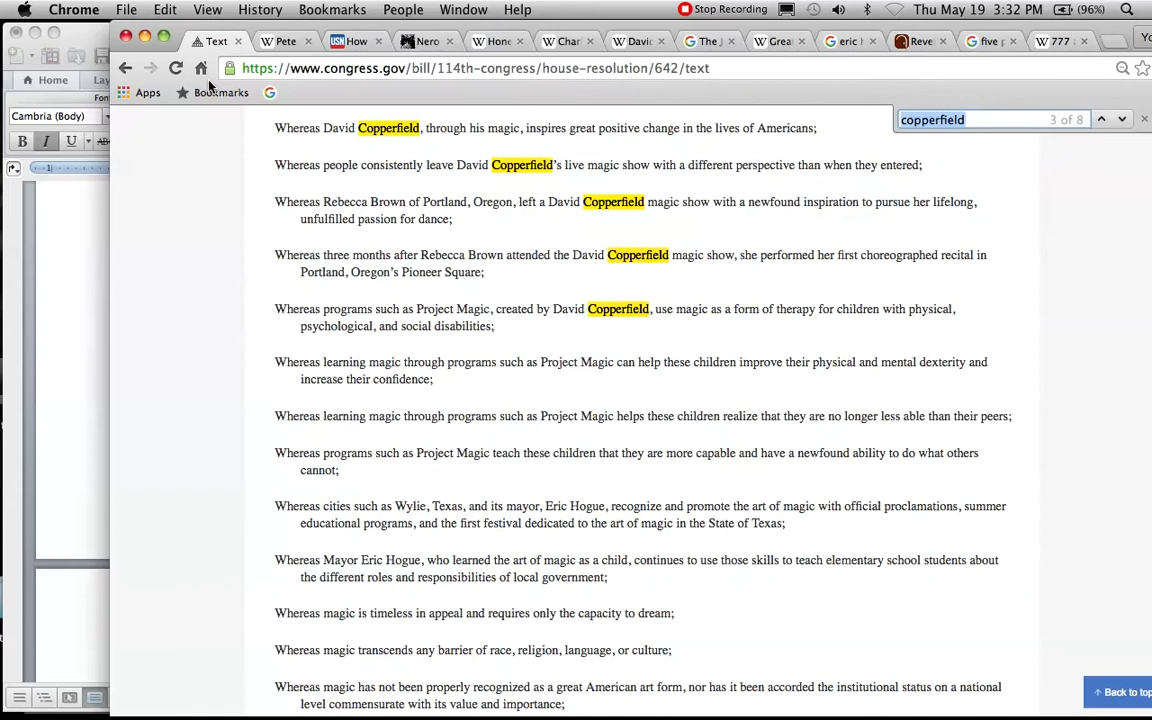 Chrome File Edit View History Bookmarks People Window Help Stop Recording Thu May 19 3:32 PM (96%)
Text Pete How Nero Hone Char David The J Grea eric h Revel five p 777 Yo
https://www.congress.gov/bill/114th-congress/house-resolution/642/text
Apps Bookmarks
Home Lay
Font
Cambria (Body)
B I U ABC
copperfield 3 of 8
Whereas David Copperfield, through his magic, inspires great positive change in the lives of Americans;
Whereas people consistently leave David Copperfield’s live magic show with a different perspective than when they entered;
Whereas Rebecca Brown of Portland, Oregon, left a David Copperfield magic show with a newfound inspiration to pursue her lifelong,
unfulfilled passion for dance;
Whereas three months after Rebecca Brown attended the David Copperfield magic show, she performed her first choreographed recital in
Portland, Oregon’s Pioneer Square;
Whereas programs such as Project Magic, created by David Copperfield, use magic as a form of therapy for children with physical,
psychological, and social disabilities;
Whereas learning magic through programs such as Project Magic can help these children improve their physical and mental dexterity and
increase their confidence;
Whereas learning magic through programs such as Project Magic helps these children realize that they are no longer less able than their peers;
Whereas programs such as Project Magic teach these children that they are more capable and have a newfound ability to do what others
cannot;
Whereas cities such as Wylie, Texas, and its mayor, Eric Hogue, recognize and promote the art of magic with official proclamations, summer
educational programs, and the first festival dedicated to the art of magic in the State of Texas;
Whereas Mayor Eric Hogue, who learned the art of magic as a child, continues to use those skills to teach elementary school students about
the different roles and responsibilities of local government;
Whereas magic is timeless in appeal and requires only the capacity to dream;
Whereas magic transcends any barrier of race, religion, language, or culture;
Whereas magic has not been properly recognized as a great American art form, nor has it been accorded the institutional status on a national
level commensurate with its value and importance;
Back to top